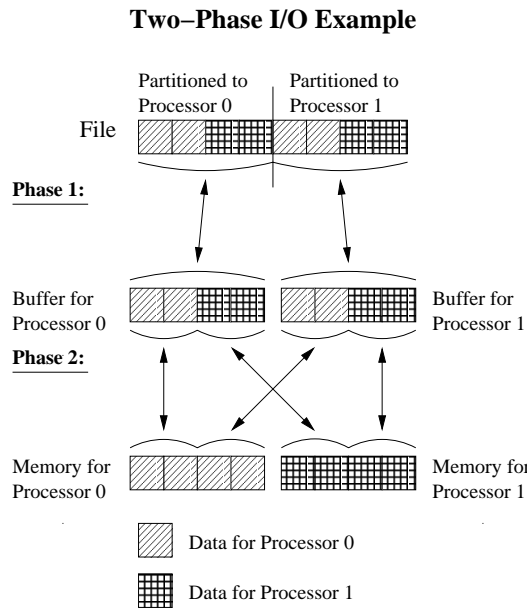 Two−Phase I/O Example
Partitioned to
Processor 0
Partitioned to
Processor 1
File
Phase 1:
Buffer for
Processor 0
Buffer for
Processor 1
Phase 2:
Memory for
Processor 0
Memory for
Processor 1
Data for Processor 0
Data for Processor 1